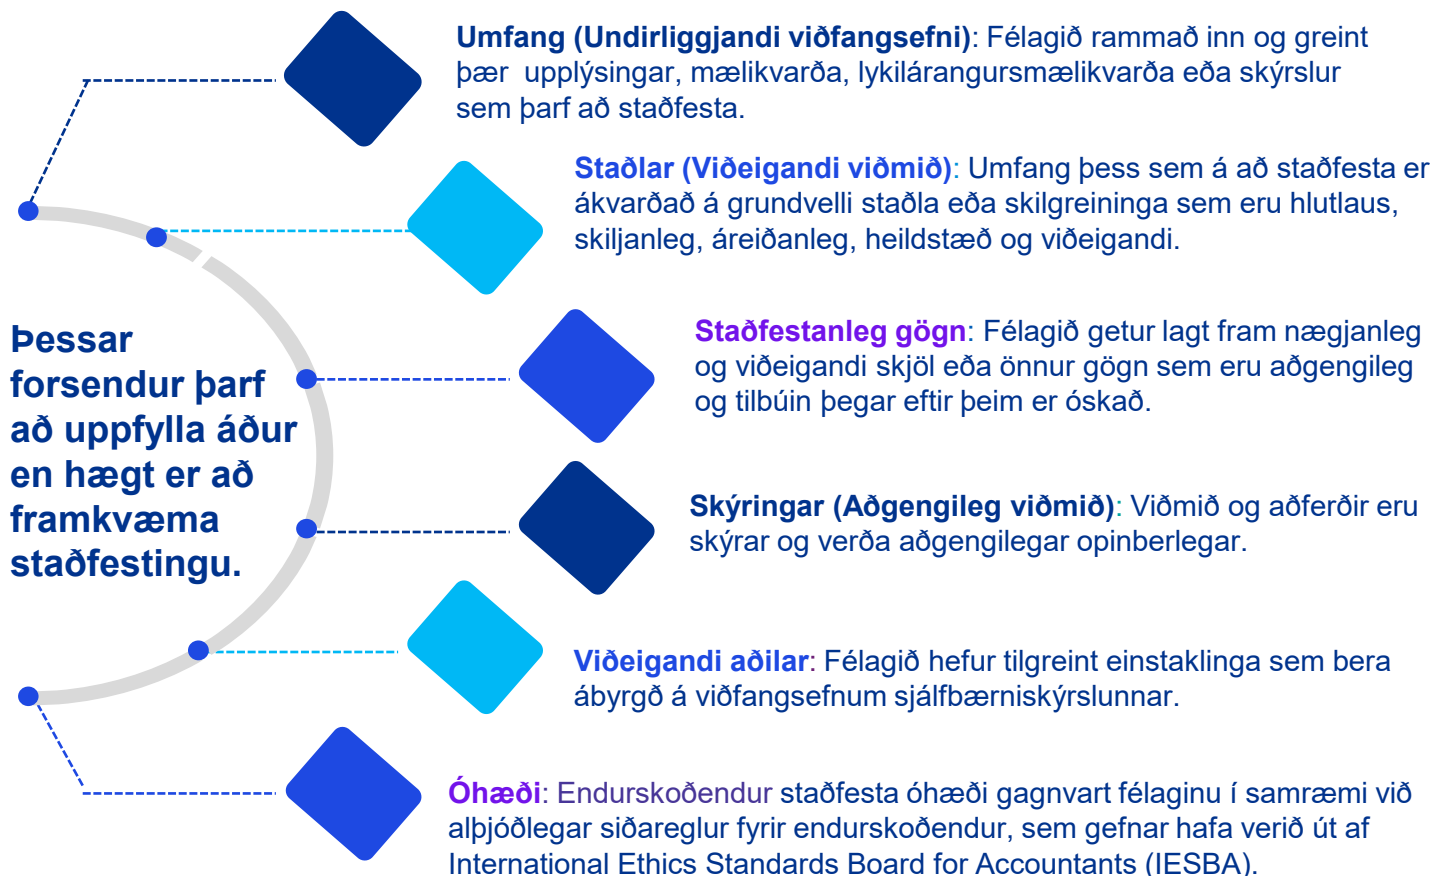 Þessar
forsendur þarf
að uppfylla áður
en hægt er að
framkvæma
staðfestingu.
Umfang (Undirliggjandi viðfangsefni): Félagið rammað inn og greint
þær upplýsingar, mælikvarða, lykilárangursmælikvarða eða skýrslur
sem þarf að staðfesta.
Staðlar (Viðeigandi viðmið): Umfang þess sem á að staðfesta er
ákvarðað á grundvelli staðla eða skilgreininga sem eru hlutlaus,
skiljanleg, áreiðanleg, heildstæð og viðeigandi.
Staðfestanleg gögn: Félagið getur lagt fram nægjanleg
og viðeigandi skjöl eða önnur gögn sem eru aðgengileg
og tilbúin þegar eftir þeim er óskað.
Skýringar (Aðgengileg viðmið): Viðmið og aðferðir eru
skýrar og verða aðgengilegar opinberlegar.
Viðeigandi aðilar: Félagið hefur tilgreint einstaklinga sem bera
ábyrgð á viðfangsefnum sjálfbærniskýrslunnar.
Óhæði: Endurskoðendur staðfesta óhæði gagnvart félaginu í samræmi við
alþjóðlegar siðareglur fyrir endurskoðendur, sem gefnar hafa verið út af
International Ethics Standards Board for Accountants (IESBA).